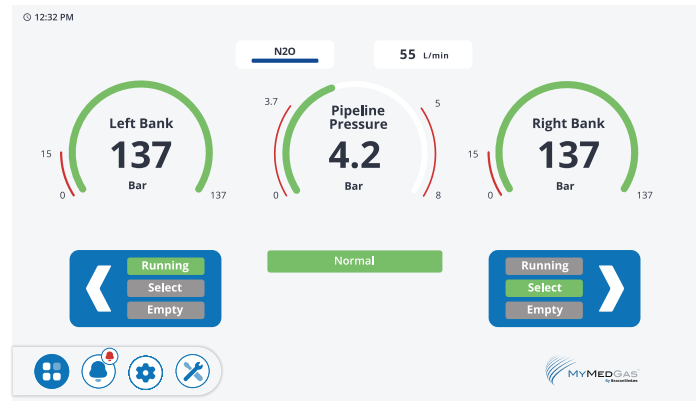 12:32 PM
N2O
55 L/min
Left Bank
137
Bar
15
0
137
Pipeline
Pressure
4.2
Bar
3.7
5
0
8
Right Bank
137
Bar
15
0
137
Running
Select
Empty
Normal
Running
Select
Empty
MYMEDGAS
By BeaconMedaes